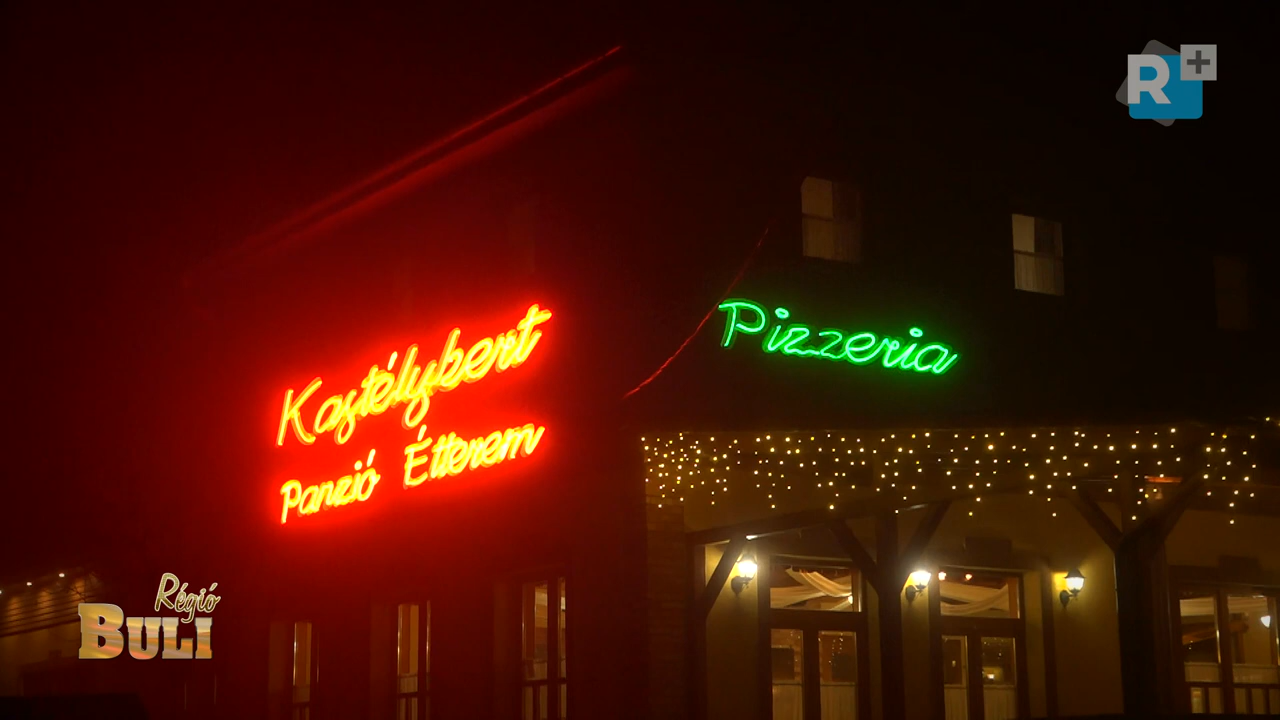 R+
Kastélykert
Panzió Étterem
Pizzeria
Régió
BULI